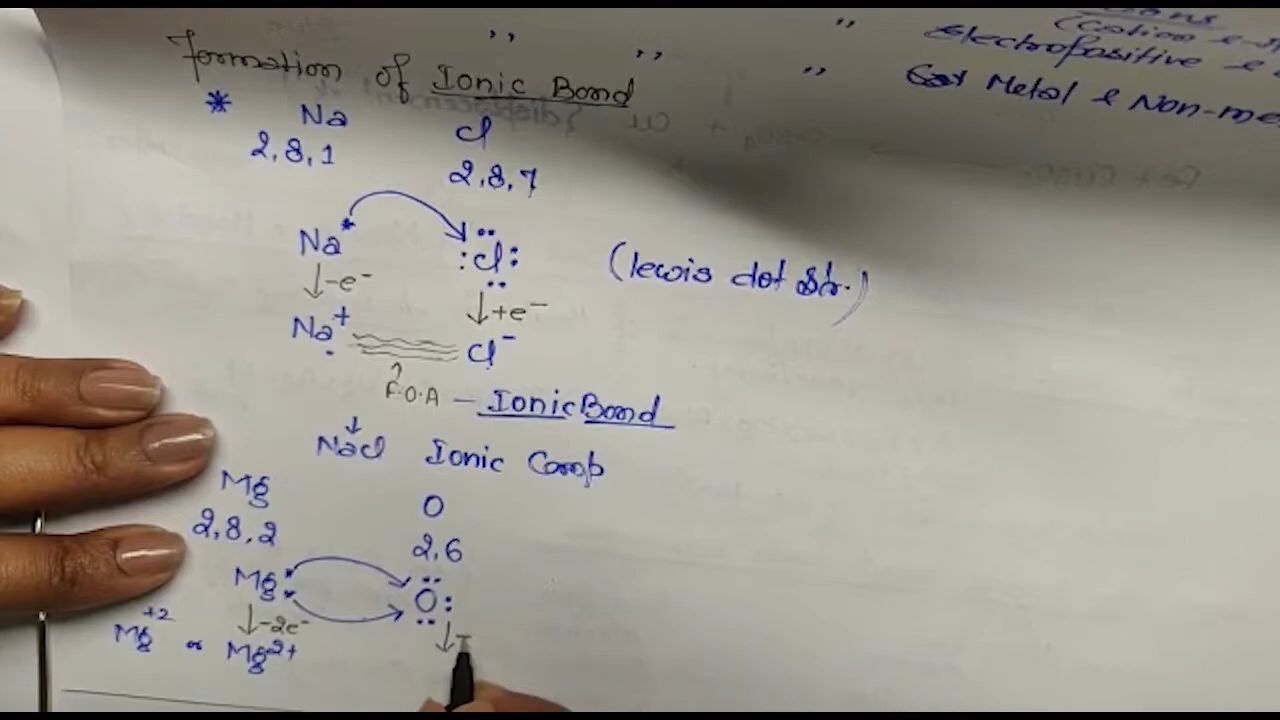 (Cation &
Electropositive &
Metal & Non-me
Formation of Ionic Bond
* Na Cl
2,8,1 2,8,7
Na Cl (lewis dot str.)
↓-e⁻ ↓+e⁻
Na⁺ Cl⁻
F.O.A - Ionic Bond
↓
NaCl Ionic Comp
Mg O
2,8,2 2,6
Mg O
↓-2e⁻ ↓
Mg⁺² or Mg²⁺